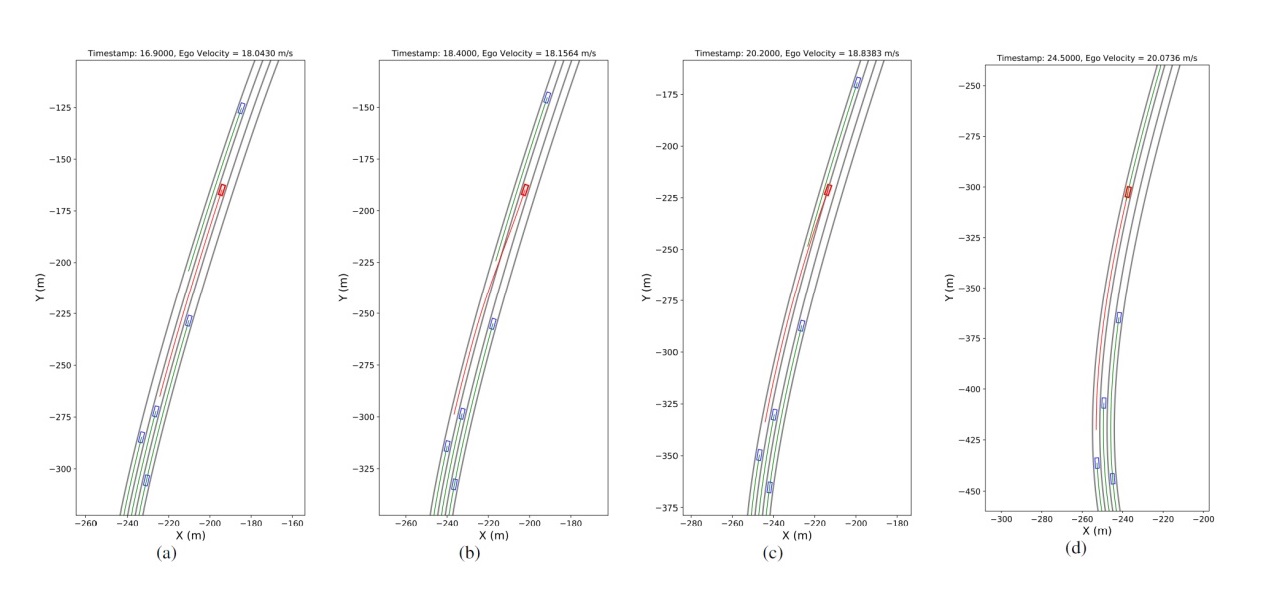 Timestamp: 16.9000, Ego Velocity = 18.0430 m/s
Y (m)
−125
−150
−175
−200
−225
−250
−275
−300
−260 −240 −220 −200 −180 −160
X (m)
(a)
Timestamp: 18.4000, Ego Velocity = 18.1564 m/s
Y (m)
−150
−175
−200
−225
−250
−275
−300
−325
−260 −240 −220 −200 −180
X (m)
(b)
Timestamp: 20.2000, Ego Velocity = 18.8383 m/s
Y (m)
−175
−200
−225
−250
−275
−300
−325
−350
−375
−280 −260 −240 −220 −200 −180
X (m)
(c)
Timestamp: 24.5000, Ego Velocity = 20.0736 m/s
Y (m)
−250
−275
−300
−325
−350
−375
−400
−425
−450
−300 −280 −260 −240 −220 −200
X (m)
(d)